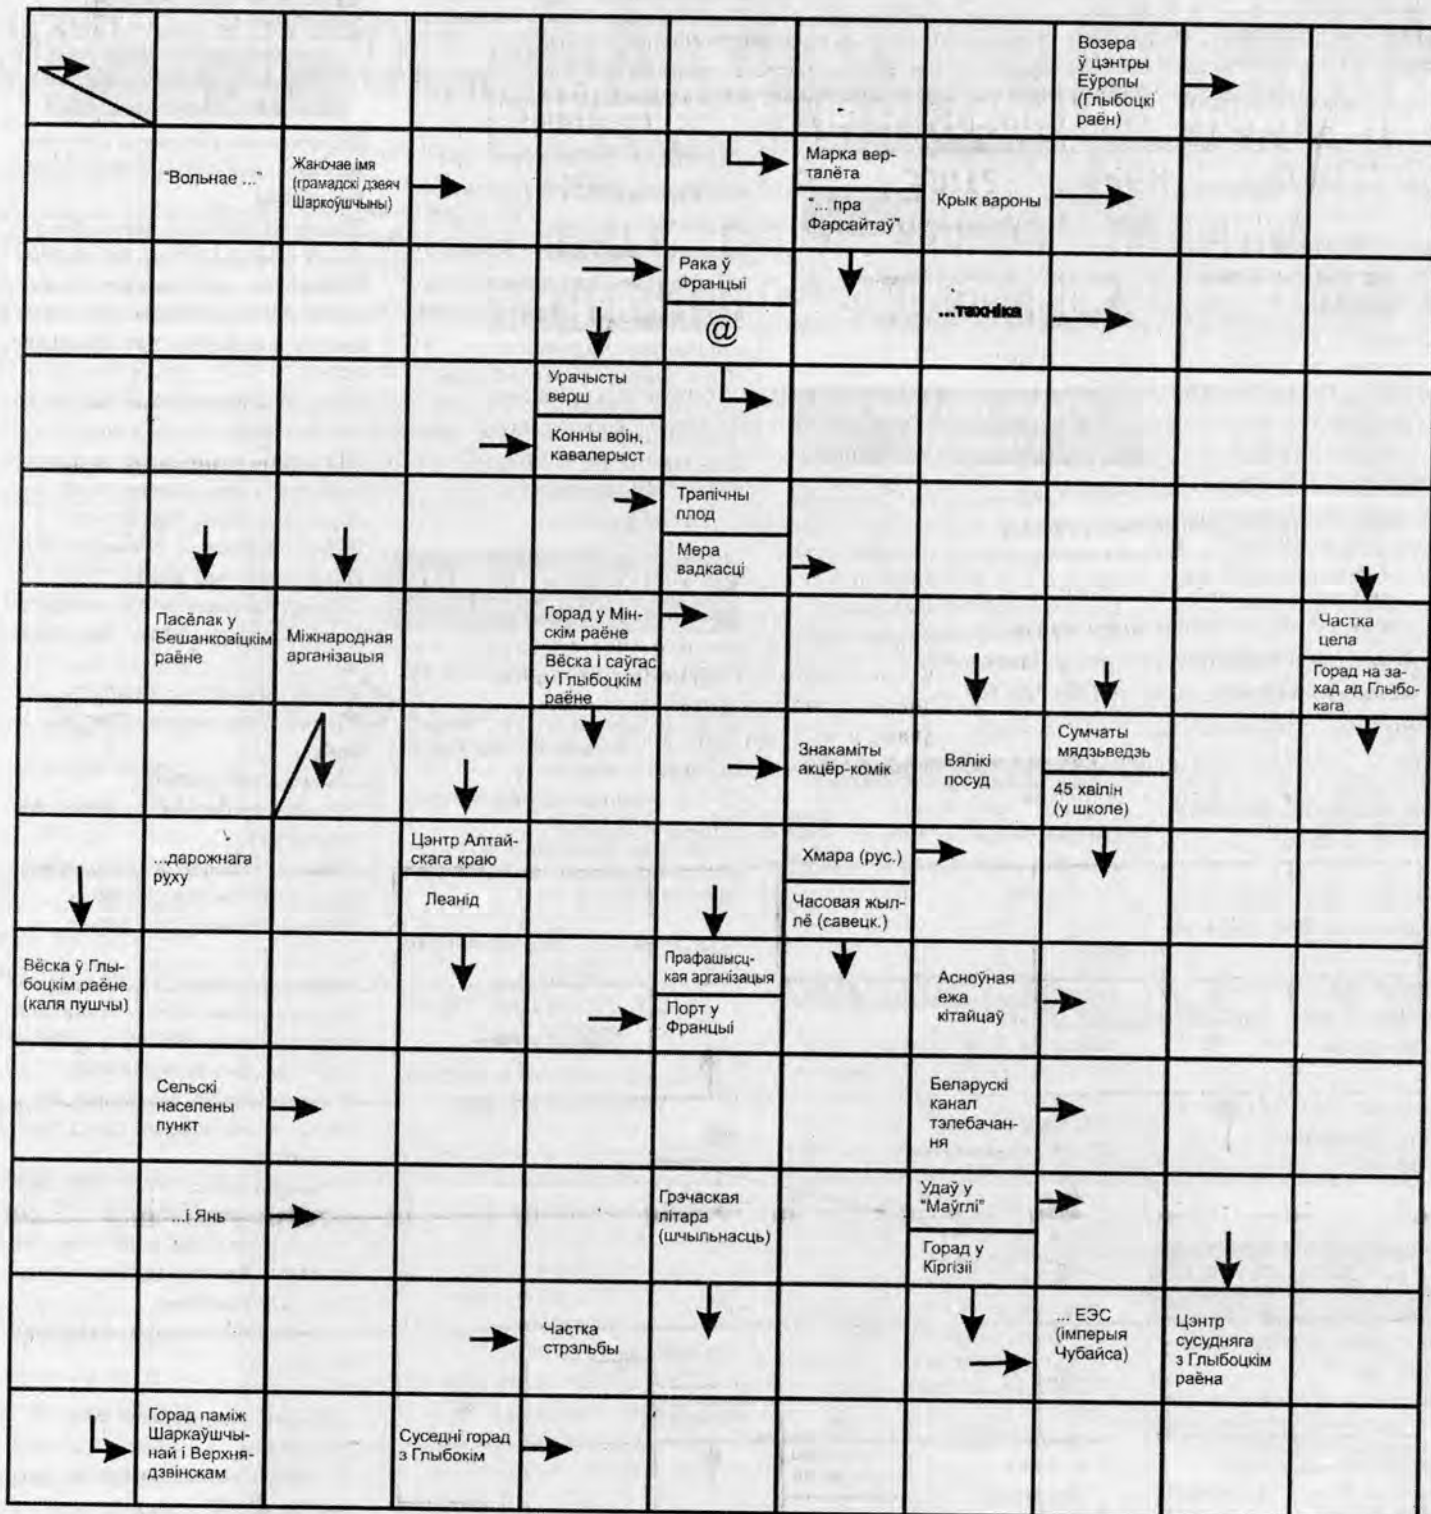 Возера
ў цэнтры
Еўропы
(Глыбоцкі
раён)
"Вольнае ..."
Жаночае імя
(грамадскі дзеяч
Шаркоўшчыны)
Марка вер-
талёта
"... пра
Фарсайтаў"
Крык вароны
Рака ў
Францыі
@
...тэхніка
Урачысты
верш
Конны воін,
кавалерыст
Трапічны
плод
Мера
вадкасці
Пасёлак у
Бешанковіцкім
раёне
Міжнародная
арганізацыя
Горад у Мін-
скім раёне
Вёска і саўгас
у Глыбоцкім
раёне
Частка
цела
Горад на за-
хад ад Глыбо-
кага
Знакаміты
акцёр-комік
Вялікі
посуд
Сумчаты
мядзьведзь
45 хвілін
(у школе)
...дарожнага
руху
Цэнтр Алтай-
скага краю
Леанід
Хмара (рус.)
Часовая жыл-
лё (савецк.)
Вёска ў Глы-
боцкім раёне
(каля пушчы)
Прафашысц-
кая арганізацыя
Порт у
Францыі
Асноўная
ежа
кітайцаў
Сельскі
населены
пункт
Беларускі
канал
тэлебачан-
ня
...і Янь
Грэчаская
літара
(шчыльнасць)
Удаў у
"Маўглі"
Горад у
Кіргізіі
Частка
стрэльбы
... ЕЭС
(імперыя
Чубайса)
Цэнтр
сусудняга
з Глыбоцкім
раёна
Горад паміж
Шаркаўшчы-
най і Верхня-
дзвінскам
Суседні горад
з Глыбокім